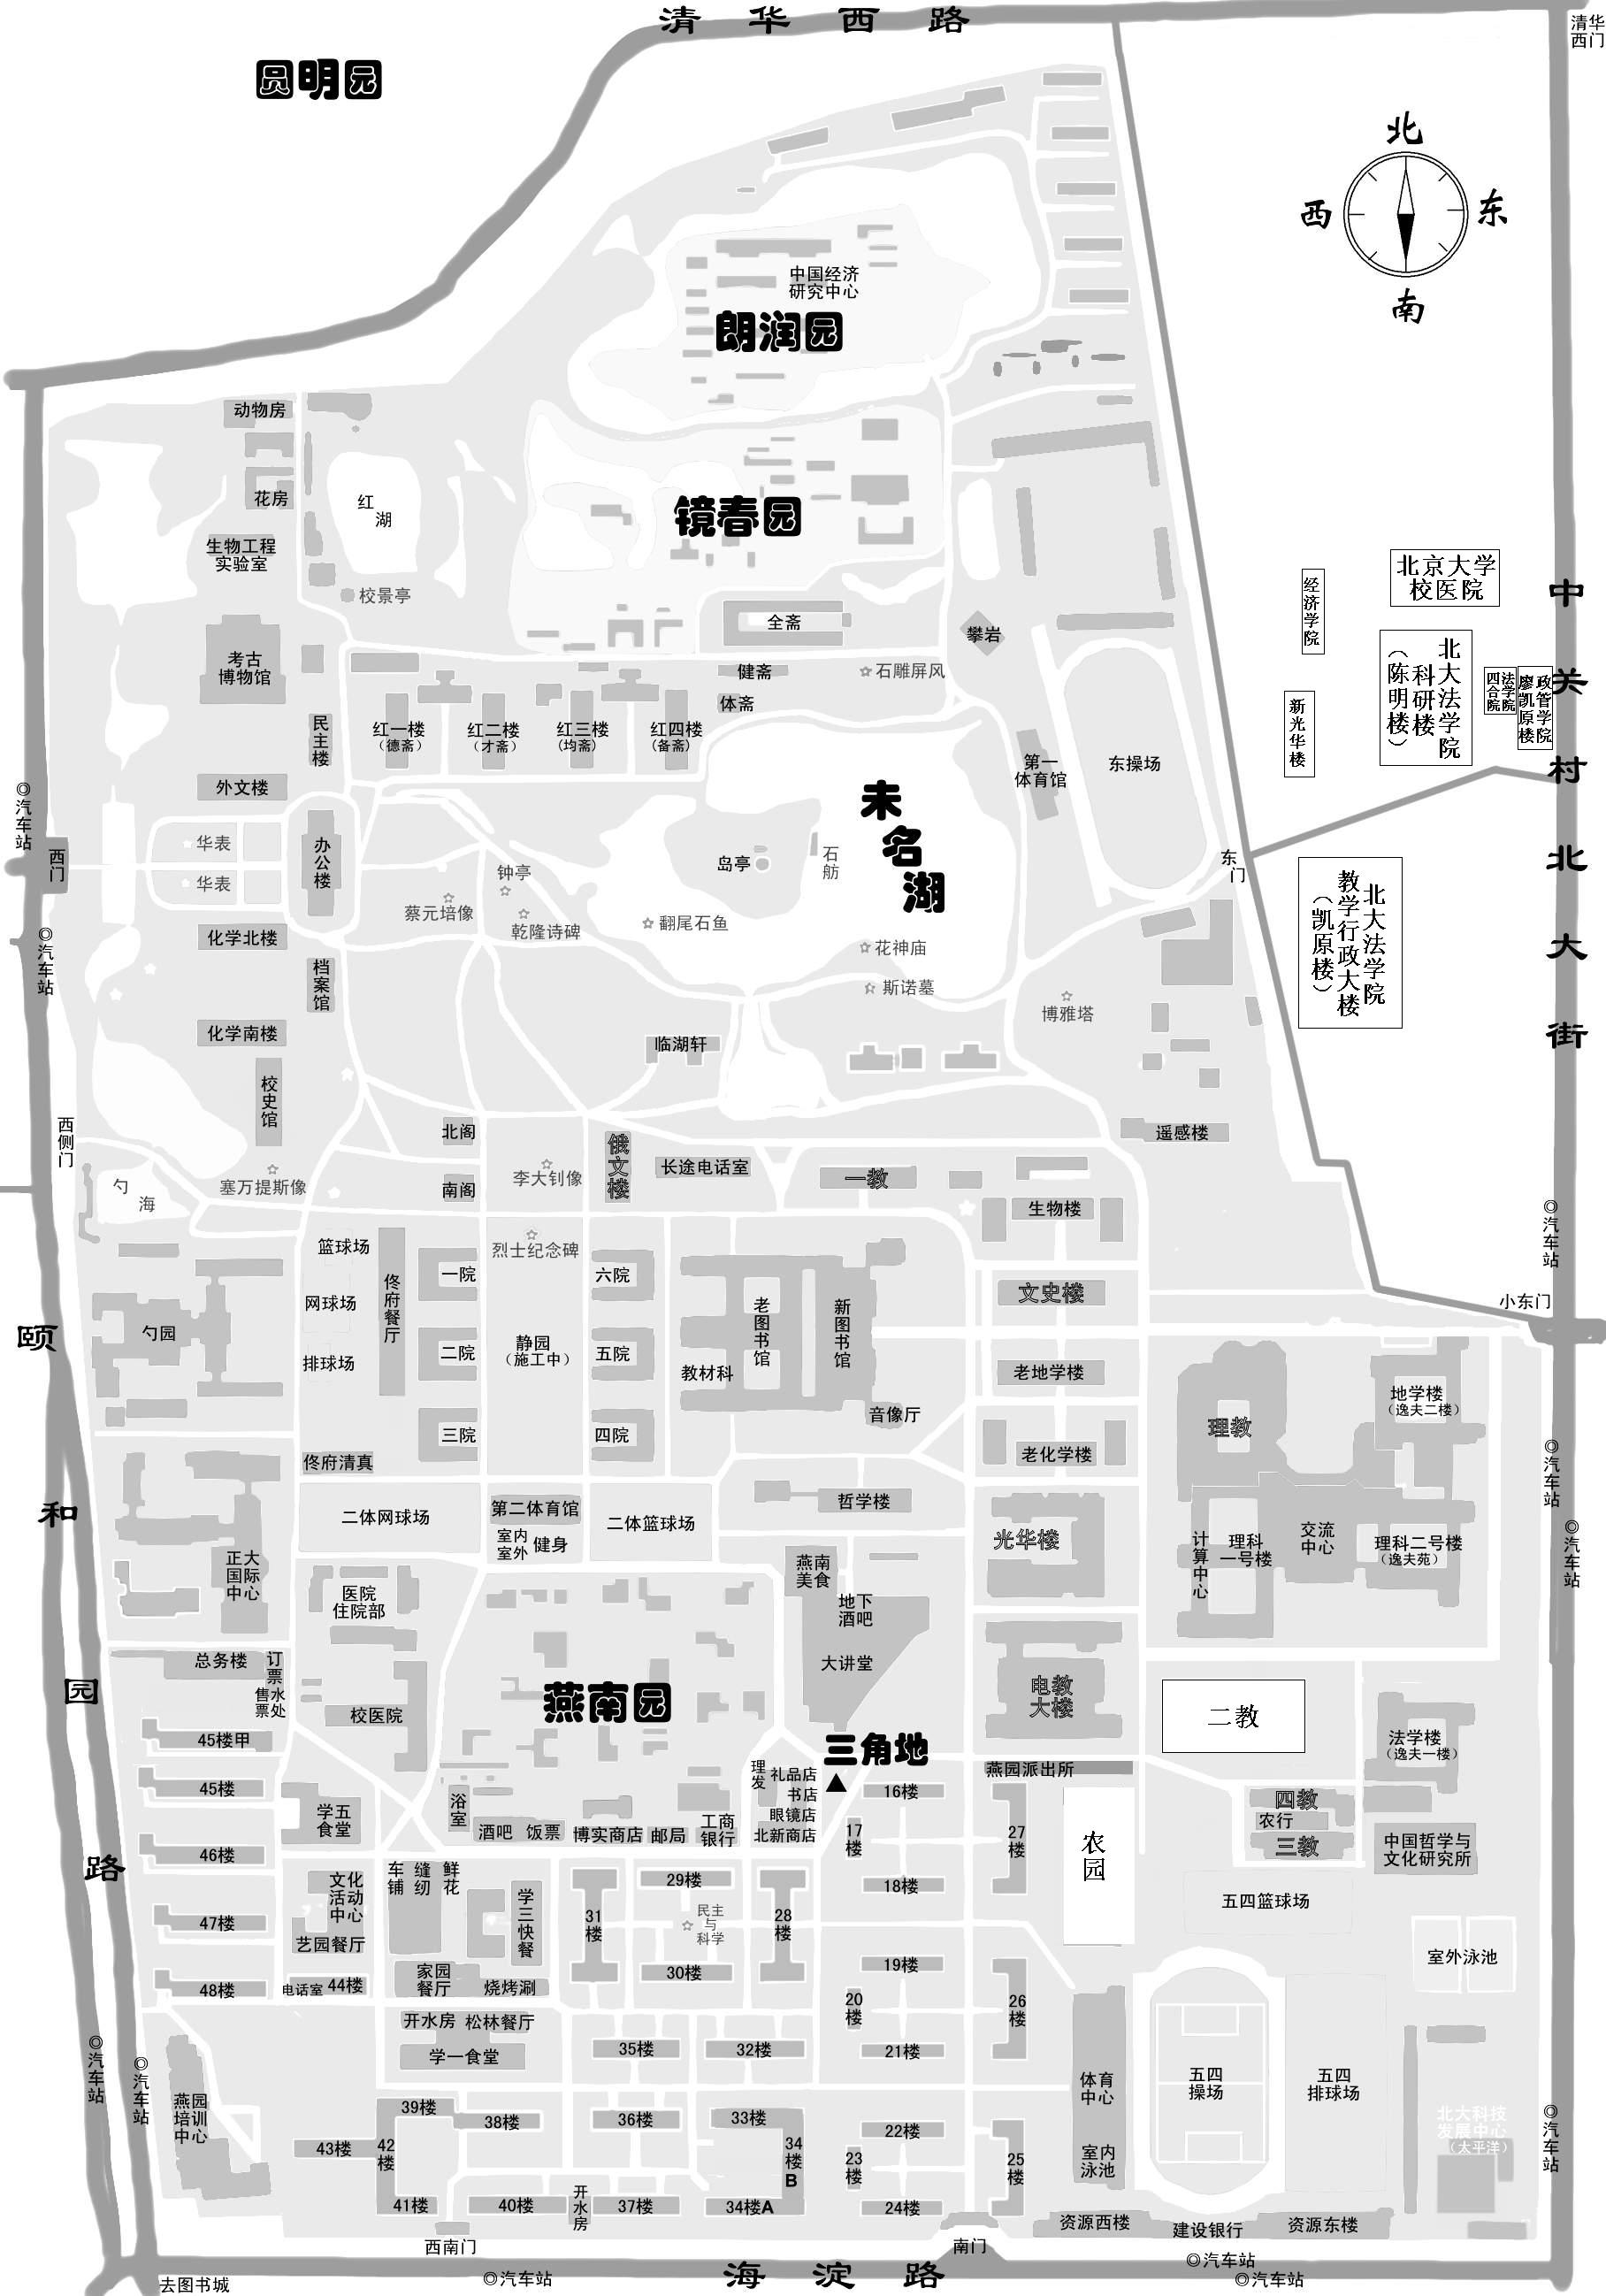 清华西路
清华
西门
圆明园
北
西
东
南
中国经济
研究中心
朗润园
动物房
花房
红
湖
生物工程
实验室
校景亭
镜春园
全斋
攀岩
考古
博物馆
健斋
石雕屏风
体斋
民主楼
红一楼
（德斋）
红二楼
（才斋）
红三楼
（均斋）
红四楼
（备斋）
第一
体育馆
东操场
经济学院
北京大学
校医院
北大法学院
科研楼
（陈明楼）
法学院
四合院
政管学院
廖凯原楼
新光华楼
中关村北大街
外文楼
◎汽车站
西门
华表
华表
办公楼
未名湖
岛亭
石舫
钟亭
蔡元培像
乾隆诗碑
翻尾石鱼
花神庙
斯诺墓
东门
北大法学院
教学行政大楼
（凯原楼）
化学北楼
◎汽车站
档案馆
博雅塔
化学南楼
临湖轩
校史馆
西侧门
北阁
南阁
俄文楼
李大钊像
长途电话室
一教
遥感楼
生物楼
勺
海
塞万提斯像
◎汽车站
篮球场
网球场
排球场
佟府餐厅
烈士纪念碑
一院
二院
三院
六院
五院
四院
静园
（施工中）
老图书馆
新图书馆
教材科
音像厅
文史楼
老地学楼
老化学楼
小东门
勺园
颐和园路
佟府清真
理教
地学楼
（逸夫二楼）
◎汽车站
二体网球场
第二体育馆
室内
室外
健身
二体篮球场
哲学楼
光华楼
计算中心
理科
一号楼
交流
中心
理科二号楼
（逸夫苑）
◎汽车站
正大
国际
中心
医院
住院部
燕南
美食
地下
酒吧
大讲堂
总务楼
订票
售票
水处
校医院
燕南园
电教
大楼
二教
法学楼
（逸夫一楼）
三角地
燕园派出所
45楼甲
45楼
46楼
47楼
48楼
学五
食堂
浴室
酒吧
饭票
博实商店
邮局
工商
银行
理发
礼品店
书店
眼镜店
北新商店
16楼
17楼
18楼
27楼
农园
四教
农行
三教
中国哲学与
文化研究所
文化
活动
中心
艺园餐厅
电话室
44楼
车铺
缝纫
鲜花
学三快餐
家园
餐厅
烧烤涮
31楼
29楼
民主
与
科学
30楼
28楼
19楼
20楼
21楼
26楼
五四篮球场
室外泳池
开水房
松林餐厅
学一食堂
35楼
32楼
体育
中心
室内
泳池
五四
操场
五四
排球场
◎汽车站
◎汽车站
燕园
培训
中心
39楼
38楼
43楼
42楼
41楼
40楼
开水房
36楼
37楼
33楼
34楼B
34楼A
22楼
23楼
24楼
25楼
北大科技
发展中心
（太平洋）
◎汽车站
资源西楼
建设银行
资源东楼
西南门
南门
去图书城
◎汽车站
海淀路
◎汽车站
◎汽车站